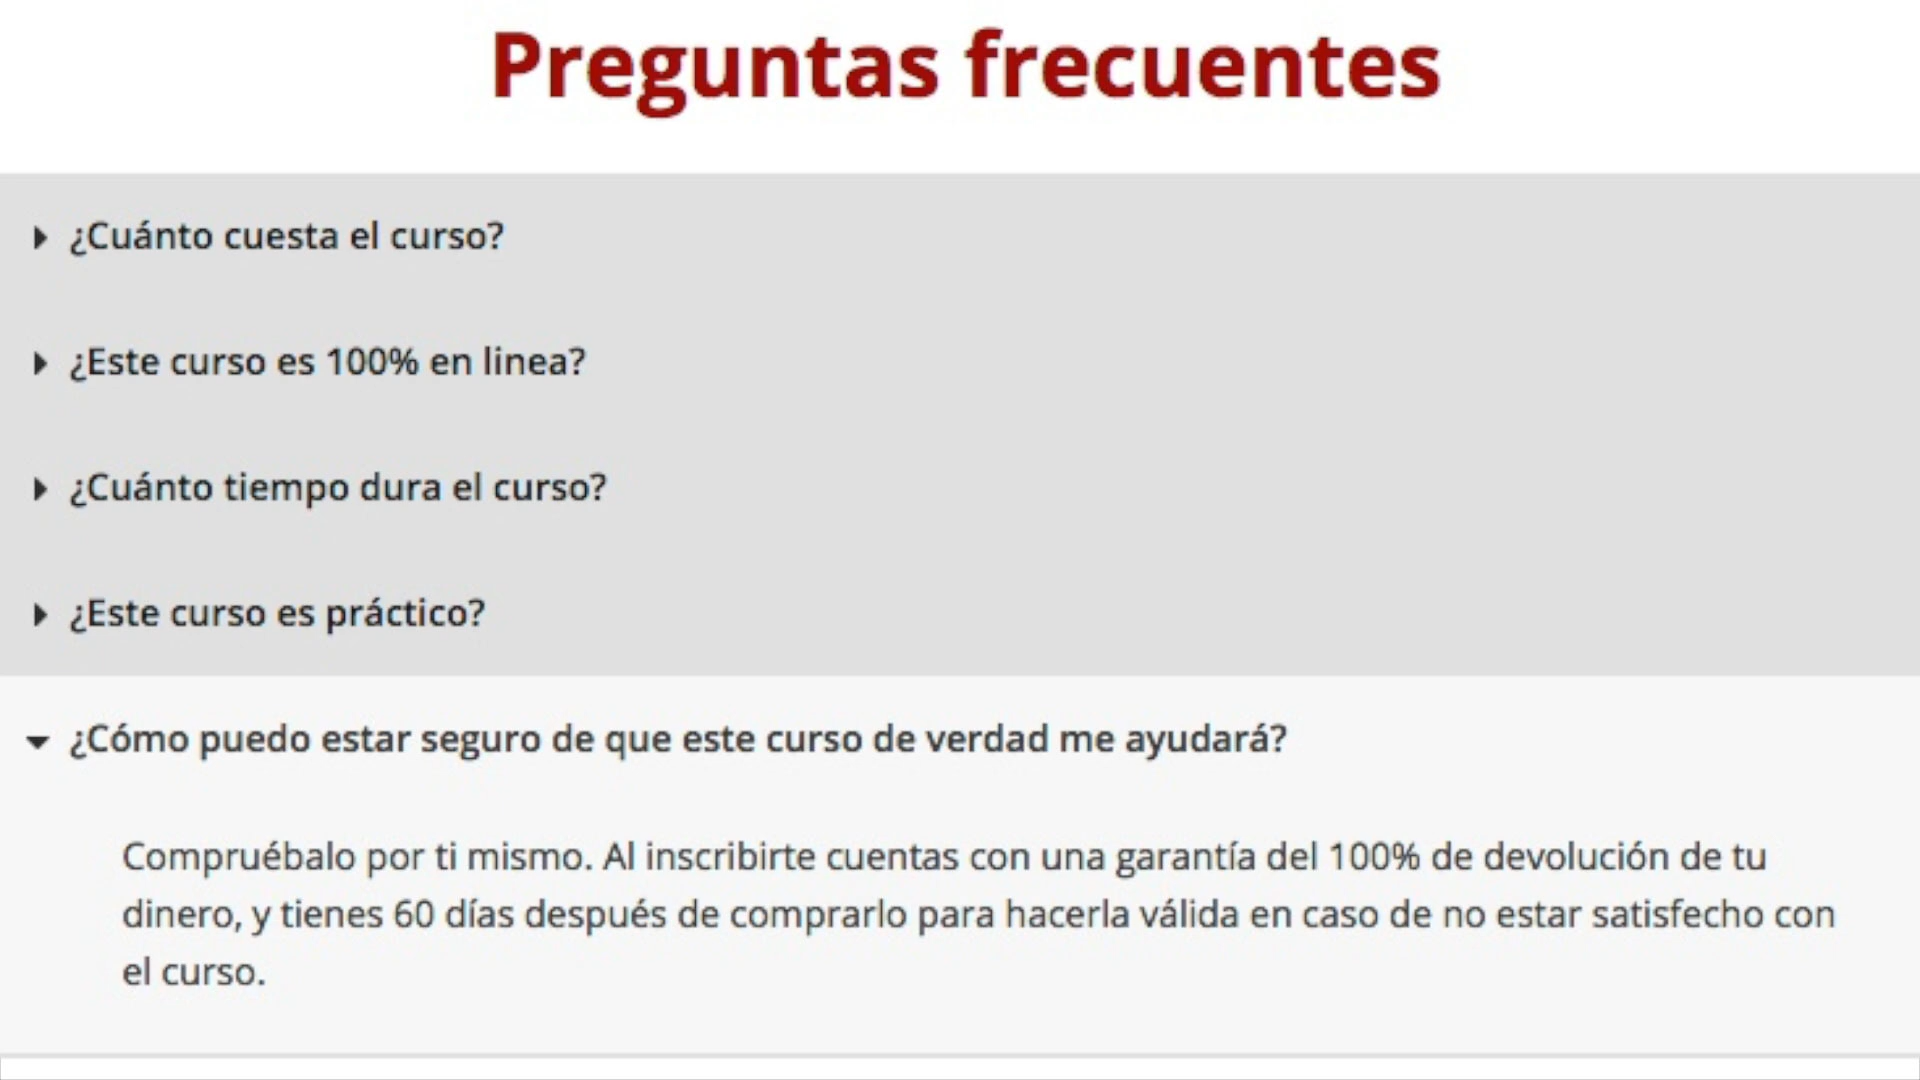 Preguntas frecuentes
¿Cuánto cuesta el curso?
¿Este curso es 100% en linea?
¿Cuánto tiempo dura el curso?
¿Este curso es práctico?
¿Cómo puedo estar seguro de que este curso de verdad me ayudará?
Compruébalo por ti mismo. Al inscribirte cuentas con una garantía del 100% de devolución de tu
dinero, y tienes 60 días después de comprarlo para hacerla válida en caso de no estar satisfecho con
el curso.